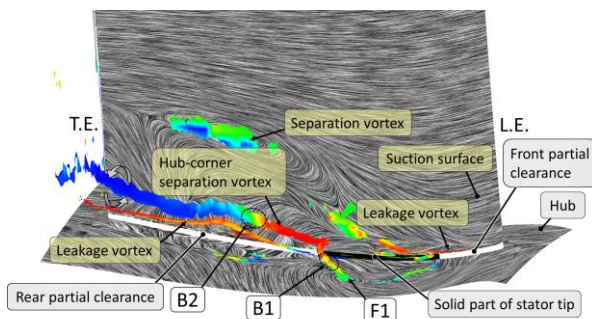 T.E.
Separation vortex
L.E.
Hub-corner
separation vortex
Suction surface
Front partial
clearance
Leakage vortex
Hub
Leakage vortex
Rear partial clearance
B2
B1
F1
Solid part of stator tip